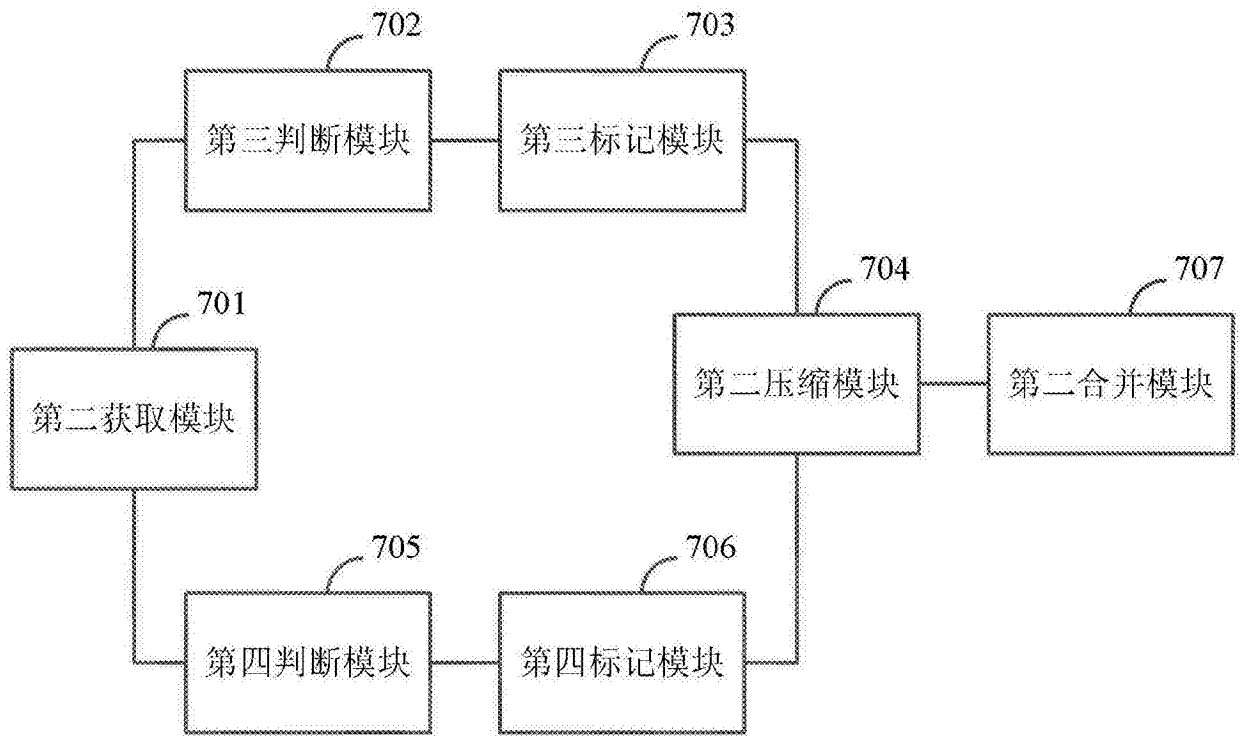 702
第三判断模块
703
第三标记模块
701
第二获取模块
704
第二压缩模块
707
第二合并模块
705
第四判断模块
706
第四标记模块